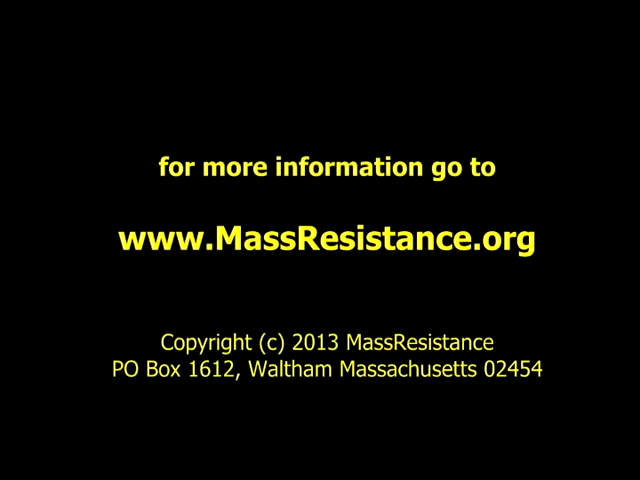 for more information go to
www.MassResistance.org
Copyright (c) 2013 MassResistance
PO Box 1612, Waltham Massachusetts 02454